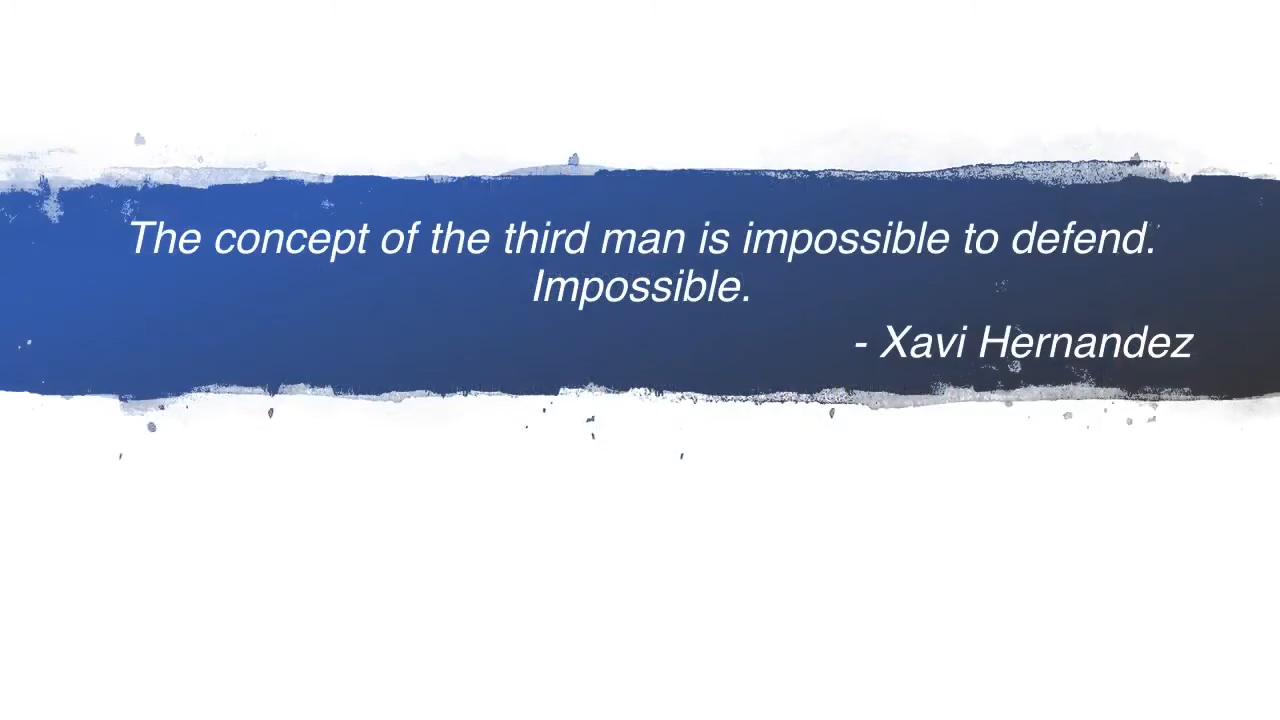 The concept of the third man is impossible to defend.
Impossible.
- Xavi Hernandez